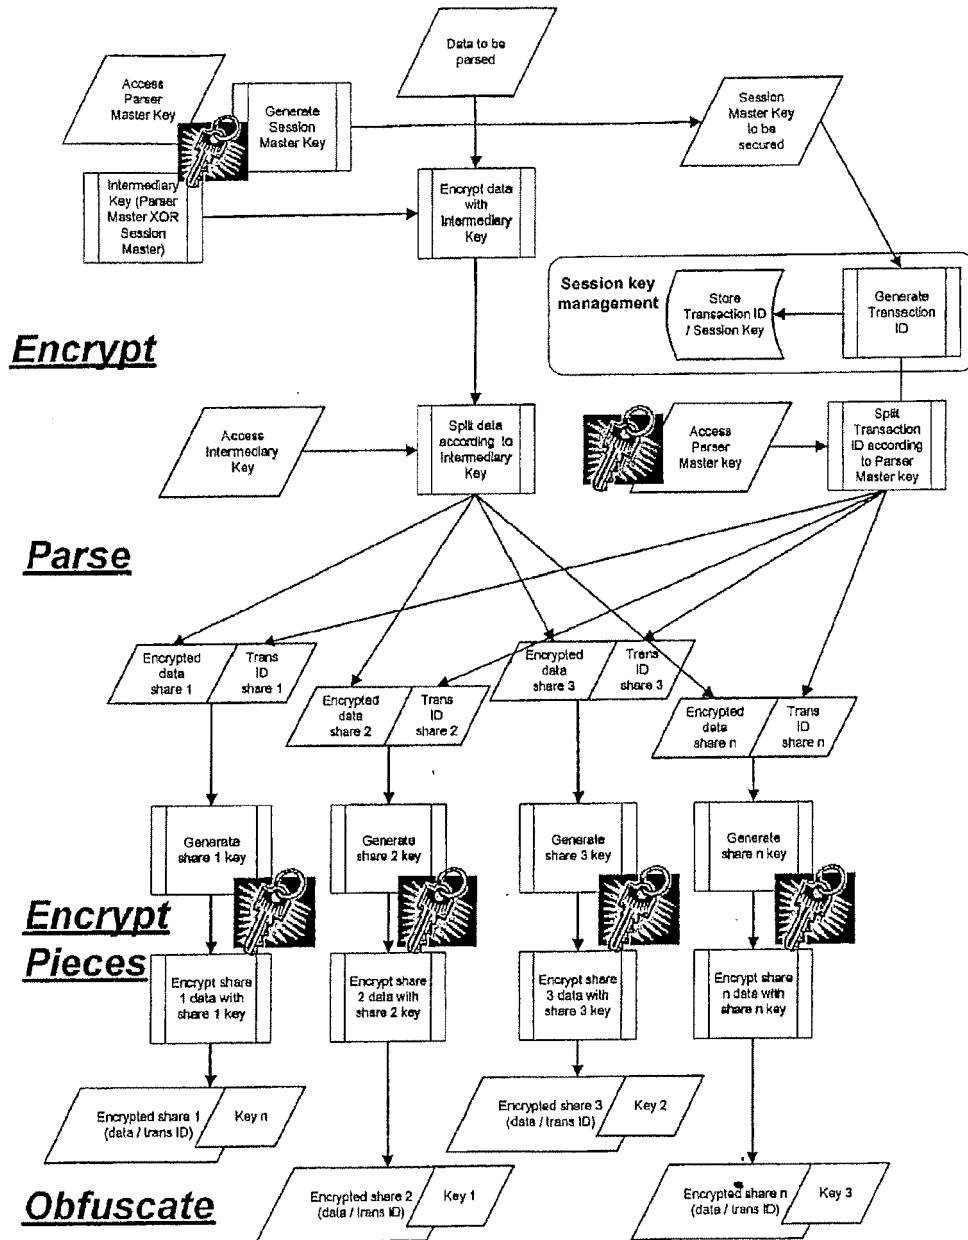 Data to be
parsed
Access
Parser
Master Key
Generate
Session
Master Key
Session
Master Key
to be
secured
Intermediary
Key (Parser
Master XOR
Session
Master)
Encrypt data
with
Intermediary
Key
Session key
management
Store
Transaction ID
/ Session Key
Generate
Transaction
ID
Encrypt
Access
Intermediary
Key
Split data
according to
Intermediary
Key
Access
Parser
Master key
Split
Transaction
ID according
to Parser
Master key
Parse
Encrypted
data
share 1
Trans
ID
share 1
Encrypted
data
share 2
Trans
ID
share 2
Encrypted
data
share 3
Trans
ID
share 3
Encrypted
data
share n
Trans
ID
share n
Generate
share 1 key
Generate
share 2 key
Generate
share 3 key
Generate
share n key
Encrypt
Pieces
Encrypt share
1 data with
share 1 key
Encrypt share
2 data with
share 2 key
Encrypt share
3 data with
share 3 key
Encrypt share
n data with
share n key
Encrypted share 1
(data / trans ID)
Key n
Encrypted share 2
(data / trans ID)
Key 1
Encrypted share 3
(data / trans ID)
Key 2
Encrypted share n
(data / trans ID)
Key 3
Obfuscate